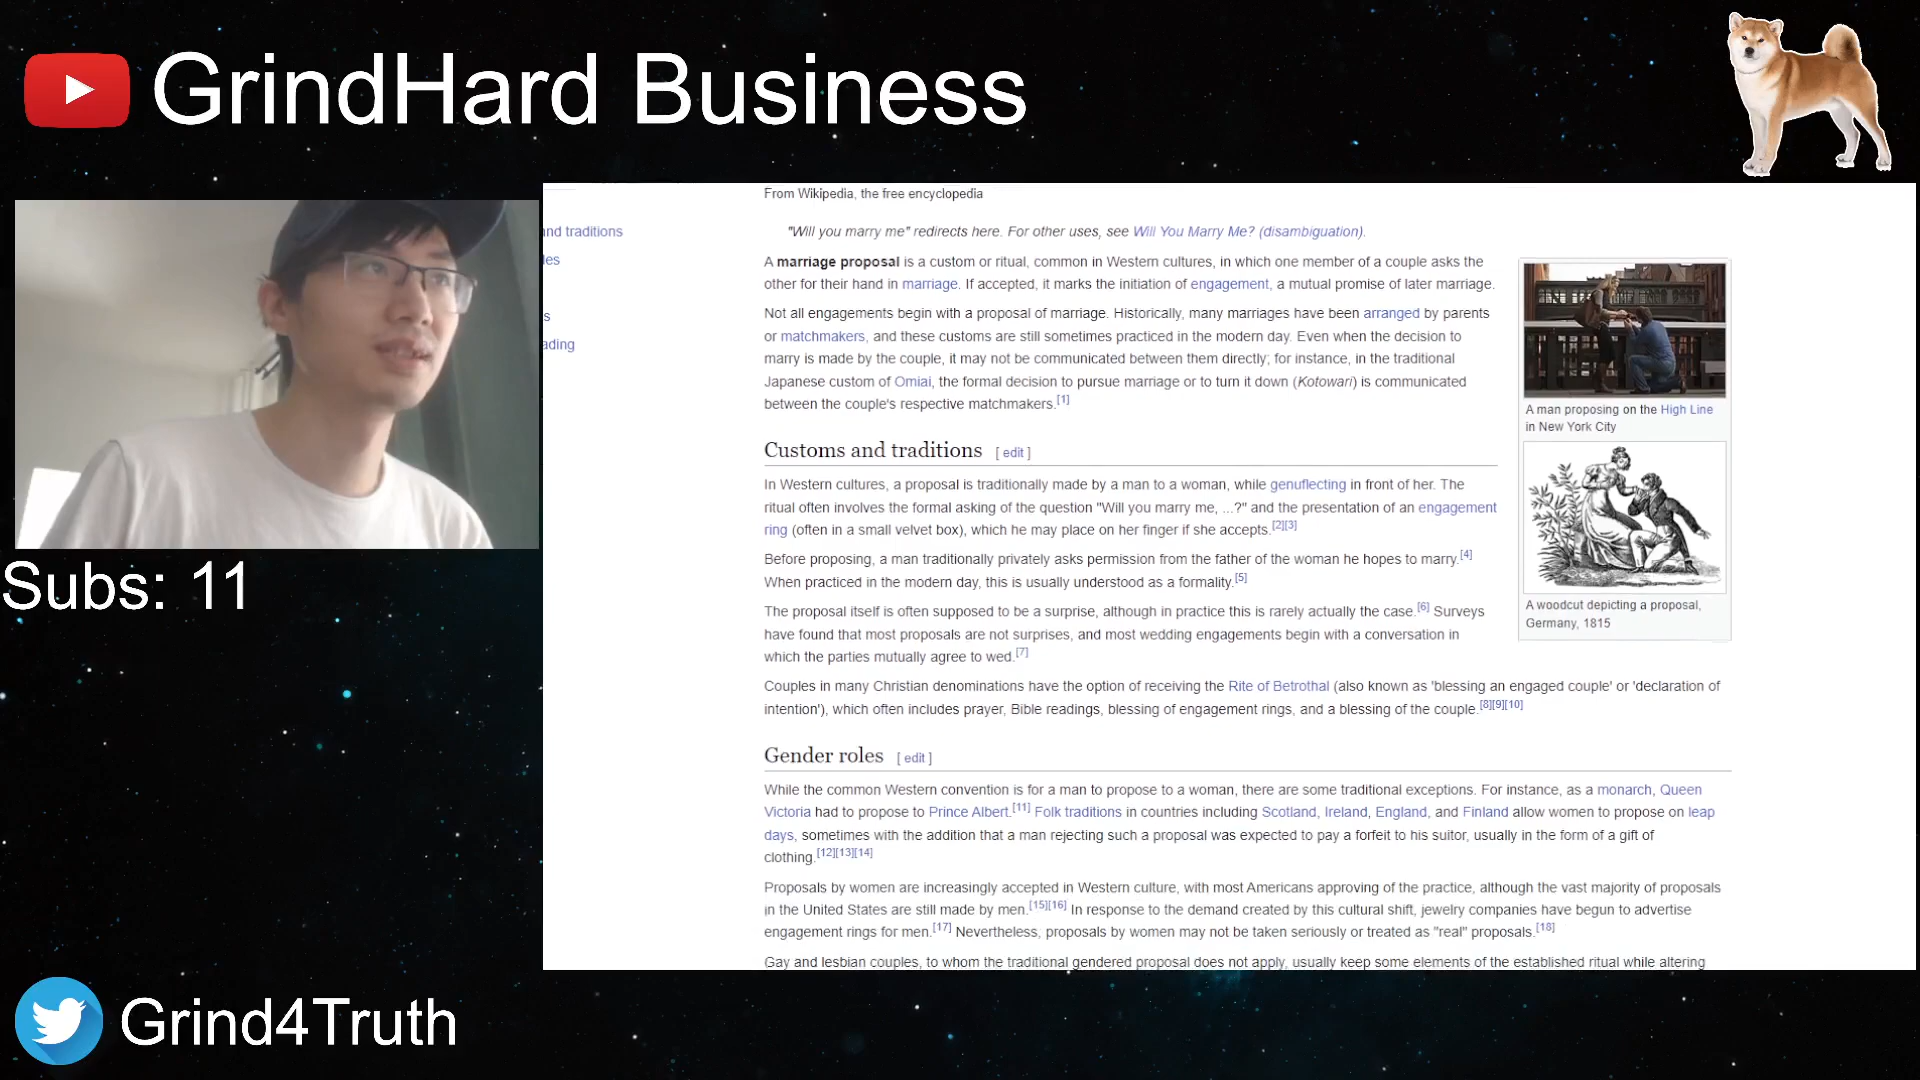 GrindHard Business
From Wikipedia, the free encyclopedia
nd traditions
les
s
ading
"Will you marry me" redirects here. For other uses, see Will You Marry Me? (disambiguation).
A marriage proposal is a custom or ritual, common in Western cultures, in which one member of a couple asks the
other for their hand in marriage. If accepted, it marks the initiation of engagement, a mutual promise of later marriage.
Not all engagements begin with a proposal of marriage. Historically, many marriages have been arranged by parents
or matchmakers, and these customs are still sometimes practiced in the modern day. Even when the decision to
marry is made by the couple, it may not be communicated between them directly; for instance, in the traditional
Japanese custom of Omiai, the formal decision to pursue marriage or to turn it down (Kotowari) is communicated
between the couple's respective matchmakers.[1]
A man proposing on the High Line
in New York City
A woodcut depicting a proposal,
Germany, 1815
Customs and traditions [ edit ]
In Western cultures, a proposal is traditionally made by a man to a woman, while genuflecting in front of her. The
ritual often involves the formal asking of the question "Will you marry me, ...?" and the presentation of an engagement
ring (often in a small velvet box), which he may place on her finger if she accepts.[2][3]
Before proposing, a man traditionally privately asks permission from the father of the woman he hopes to marry.[4]
When practiced in the modern day, this is usually understood as a formality.[5]
The proposal itself is often supposed to be a surprise, although in practice this is rarely actually the case.[6] Surveys
have found that most proposals are not surprises, and most wedding engagements begin with a conversation in
which the parties mutually agree to wed.[7]
Couples in many Christian denominations have the option of receiving the Rite of Betrothal (also known as 'blessing an engaged couple' or 'declaration of
intention'), which often includes prayer, Bible readings, blessing of engagement rings, and a blessing of the couple.[8][9][10]
Gender roles [ edit ]
While the common Western convention is for a man to propose to a woman, there are some traditional exceptions. For instance, as a monarch, Queen
Victoria had to propose to Prince Albert.[11] Folk traditions in countries including Scotland, Ireland, England, and Finland allow women to propose on leap
days, sometimes with the addition that a man rejecting such a proposal was expected to pay a forfeit to his suitor, usually in the form of a gift of
clothing.[12][13][14]
Proposals by women are increasingly accepted in Western culture, with most Americans approving of the practice, although the vast majority of proposals
in the United States are still made by men.[15][16] In response to the demand created by this cultural shift, jewelry companies have begun to advertise
engagement rings for men.[17] Nevertheless, proposals by women may not be taken seriously or treated as "real" proposals.[18]
Gay and lesbian couples, to whom the traditional gendered proposal does not apply, usually keep some elements of the established ritual while altering
Subs: 11
Grind4Truth